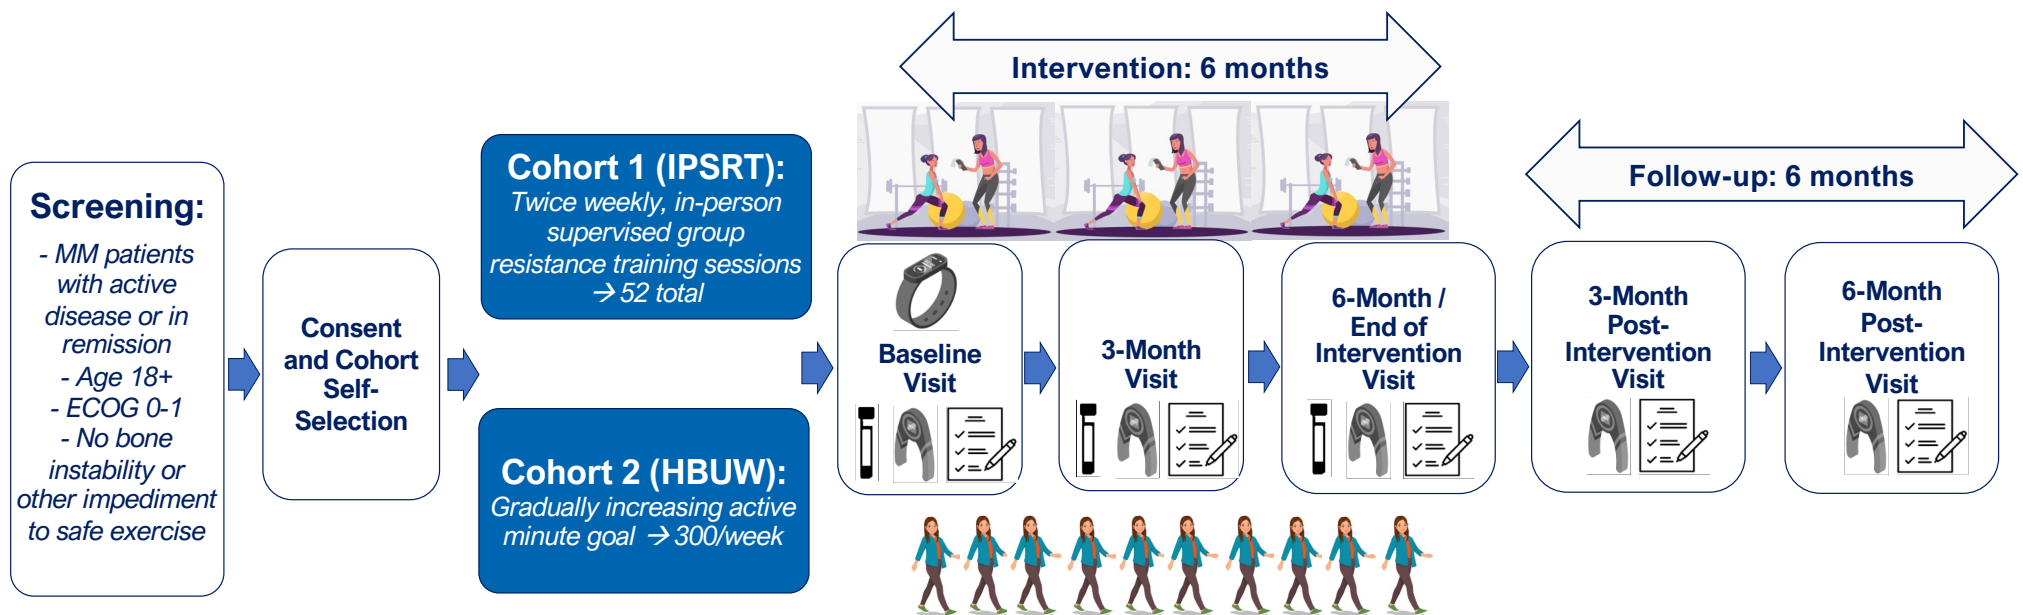 Screening:
- MM patients
with active
disease or in
remission
- Age 18+
- ECOG 0-1
- No bone
instability or
other impediment
to safe exercise
Consent
and Cohort
Self-
Selection
Cohort 1 (IPSRT):
Twice weekly, in-person
supervised group
resistance training sessions
→ 52 total
Cohort 2 (HBUW):
Gradually increasing active
minute goal → 300/week
Intervention: 6 months
Baseline
Visit
3-Month
Visit
6-Month /
End of
Intervention
Visit
Follow-up: 6 months
3-Month
Post-
Intervention
Visit
6-Month
Post-
Intervention
Visit